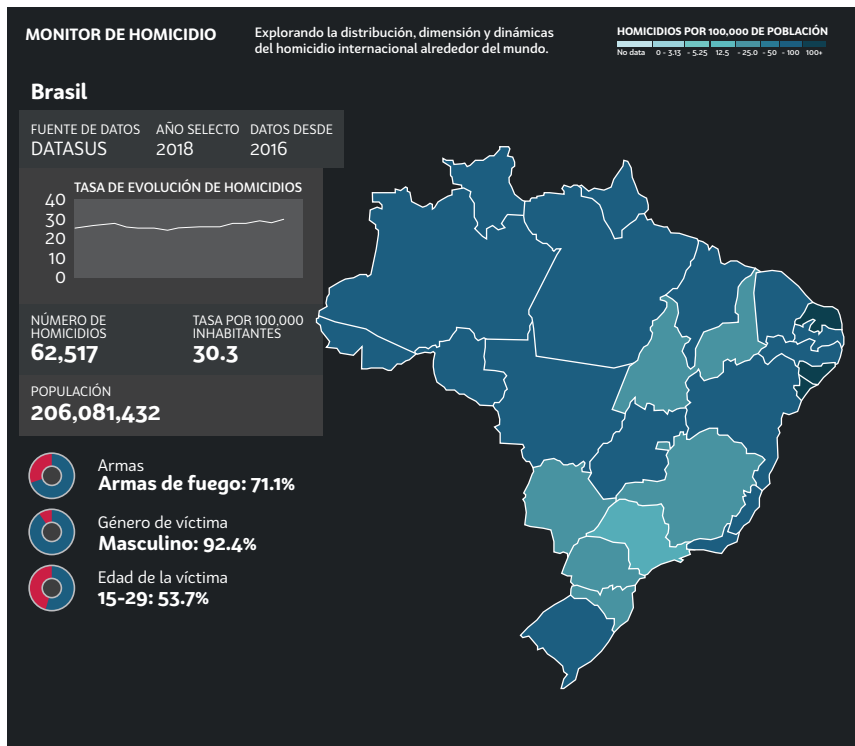 MONITOR DE HOMICIDIO
Explorando la distribución, dimensión y dinámicas
del homicidio internacional alrededor del mundo.
HOMICIDIOS POR 100,000 DE POBLACIÓN
No data 0 - 3.13 - 5.25 12.5 - 25.0 - 50 - 100 100+
Brasil
FUENTE DE DATOS AÑO SELECTO DATOS DESDE
DATASUS 2018 2016
TASA DE EVOLUCIÓN DE HOMICIDIOS
40
30
20
10
0
NÚMERO DE
HOMICIDIOS
62,517
TASA POR 100,000
INHABITANTES
30.3
POPULACIÓN
206,081,432
Armas
Armas de fuego: 71.1%
Género de víctima
Masculino: 92.4%
Edad de la víctima
15-29: 53.7%